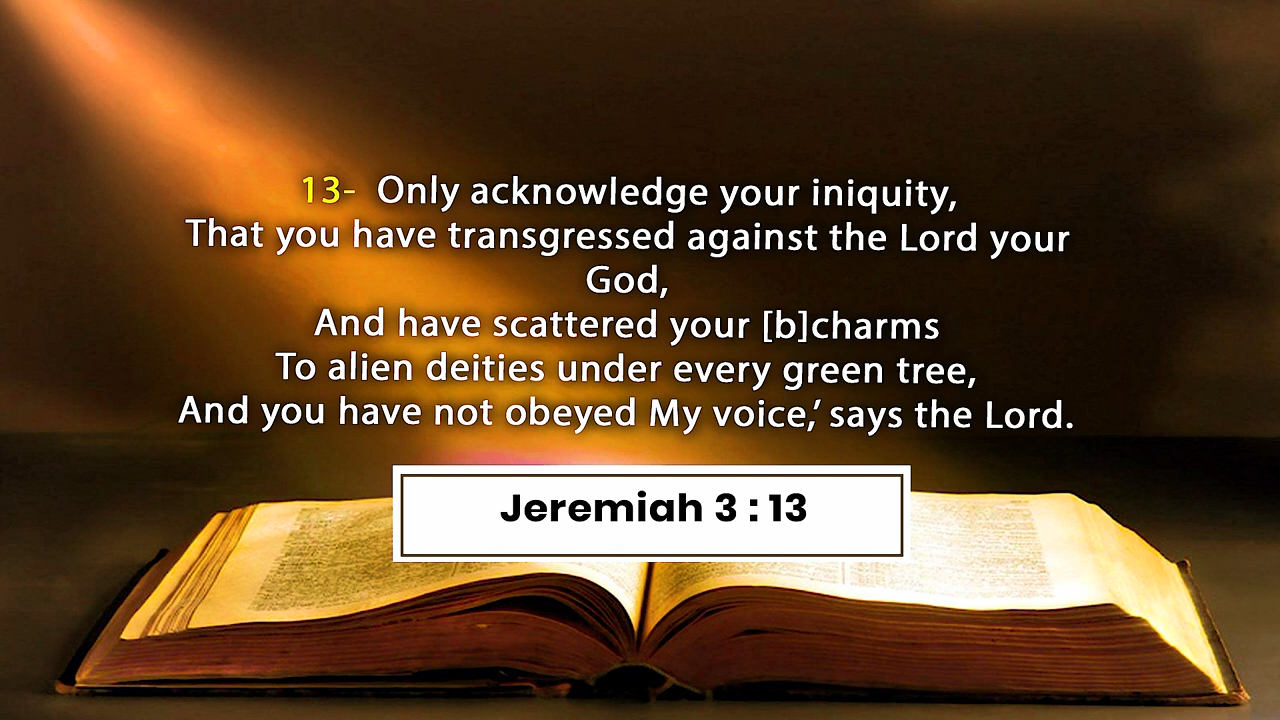 13- Only acknowledge your iniquity,
That you have transgressed against the Lord your
God,
And have scattered your [b]charms
To alien deities under every green tree,
And you have not obeyed My voice,’ says the Lord.
Jeremiah 3 : 13